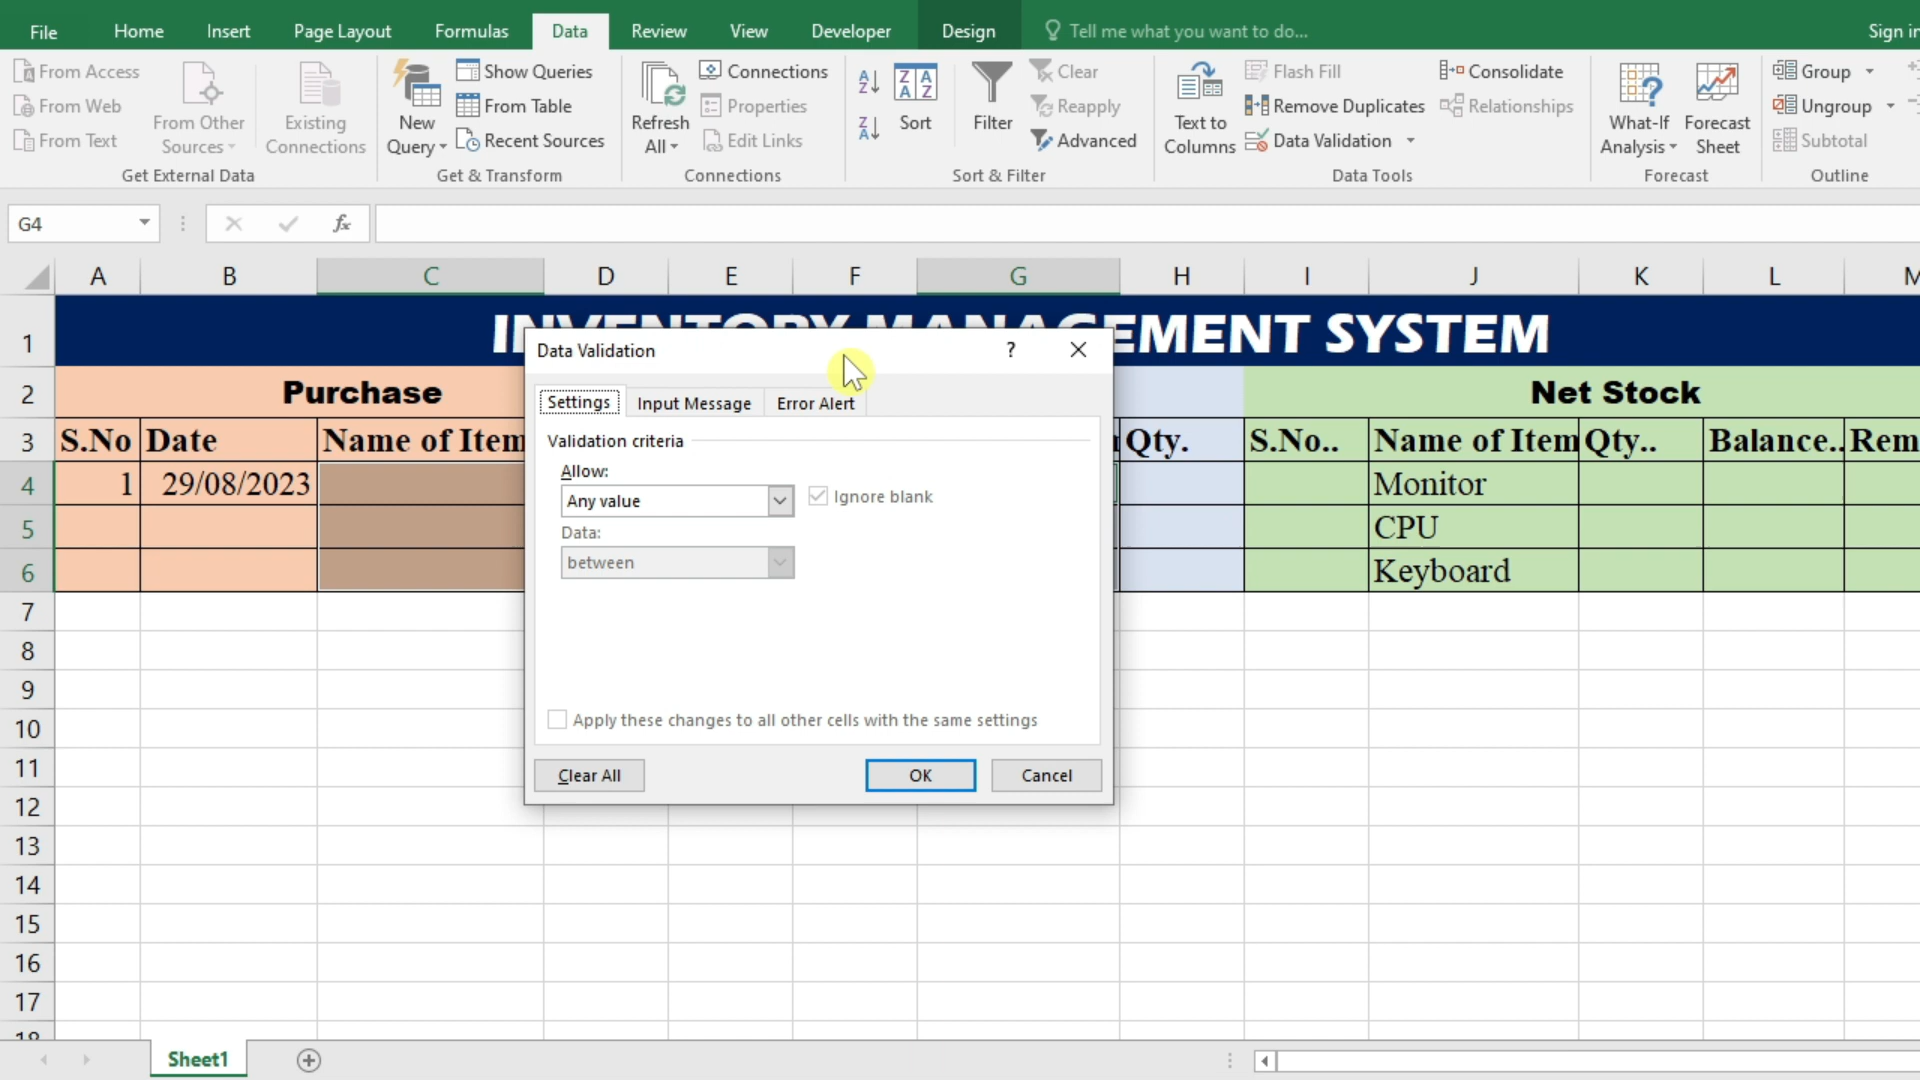 File Home Insert Page Layout Formulas Data Review View Developer Design Tell me what you want to do... Sign in
From Access
From Web
From Text
From Other Sources
Existing Connections
Get External Data
New Query
Show Queries
From Table
Recent Sources
Get & Transform
Refresh All
Connections
Properties
Edit Links
Connections
Sort
Filter
Clear
Reapply
Advanced
Sort & Filter
Text to Columns
Flash Fill
Remove Duplicates
Data Validation
Consolidate
Relationships
Data Tools
What-If Analysis
Forecast Sheet
Forecast
Group
Ungroup
Subtotal
Outline
G4 fx
A B C D E F G H I J K L M
1 INVENTORY MANAGEMENT SYSTEM
2 Purchase Net Stock
3 S.No Date Name of Item Qty. S.No.. Name of Item Qty.. Balance.. Rem
4 1 29/08/2023 Monitor
5 CPU
6 Keyboard
7
8
9
10
11
12
13
14
15
16
17
18
Data Validation ?
Settings Input Message Error Alert
Validation criteria
Allow:
Any value Ignore blank
Data:
between
Apply these changes to all other cells with the same settings
Clear All OK Cancel
Sheet1